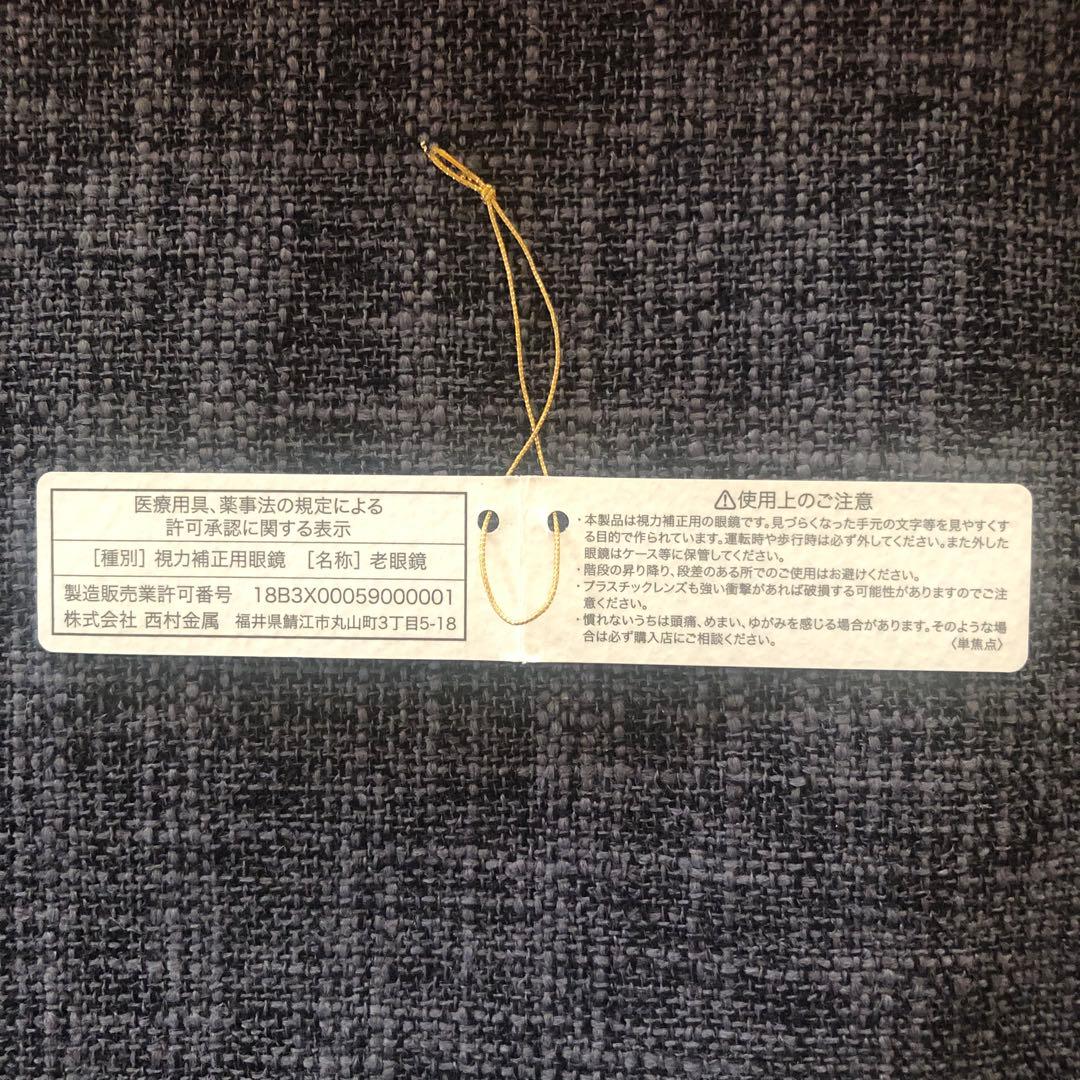 医療用具、薬事法の規定による
許可承認に関する表示
［種別］視力補正用眼鏡　［名称］老眼鏡
製造販売業許可番号　18B3X00059000001
株式会社 西村金属　福井県鯖江市丸山町3丁目5-18
⚠使用上のご注意
・本製品は視力補正用の眼鏡です。見づらくなった手元の文字等を見やすくす
る目的で作られています。運転時や歩行時は必ず外してください。また外した
眼鏡はケース等に保管してください。
・階段の昇り降り、段差のある所でのご使用はお避けください。
・プラスチックレンズも強い衝撃があれば破損する可能性がありますのでご注
意ください。
・慣れないうちは頭痛、めまい、ゆがみを感じる場合があります。そのような場
合は必ず購入店にご相談ください。
〈単焦点〉